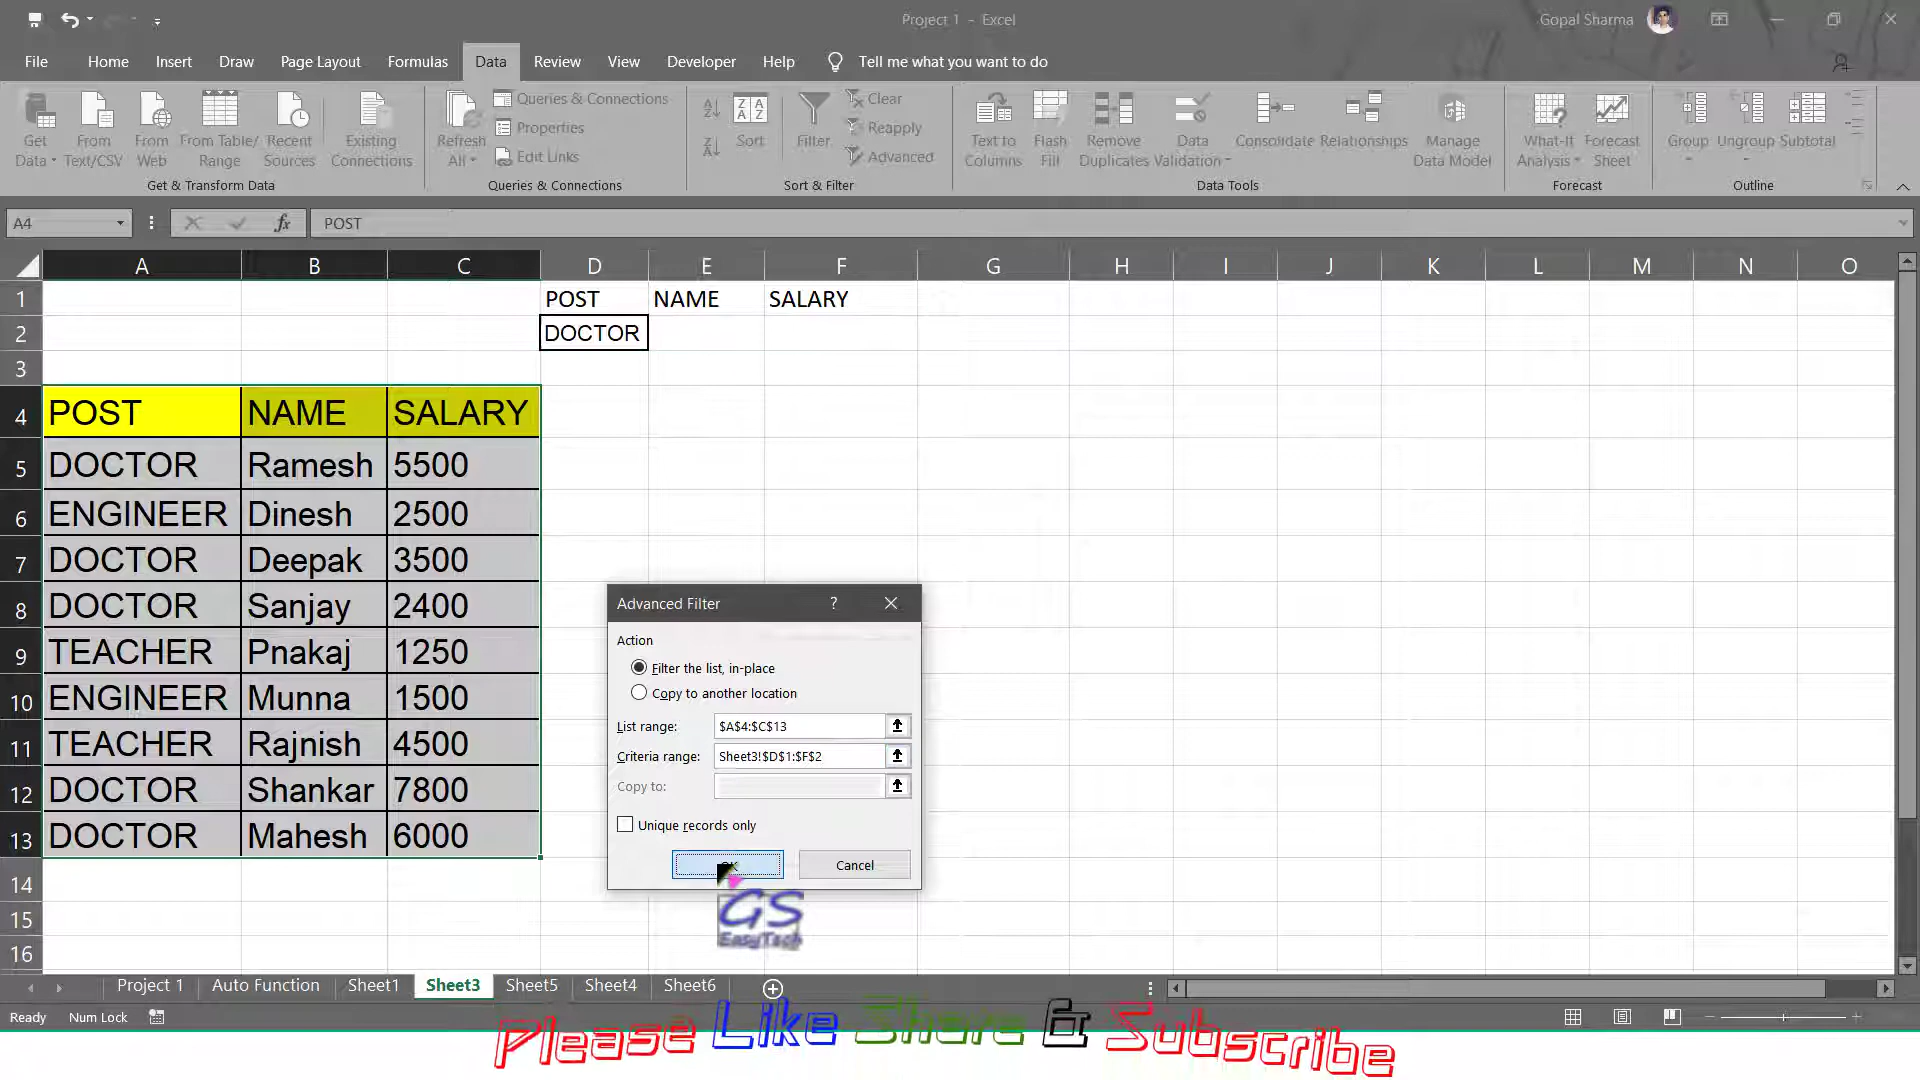 Project 1 - Excel
Gopal Sharma
File Home Insert Draw Page Layout Formulas Data Review View Developer Help Tell me what you want to do
Get Data
From Text/CSV
From Web
From Table/ Range
Recent Sources
Existing Connections
Get & Transform Data
Refresh All
Queries & Connections
Properties
Edit Links
Queries & Connections
Sort
Filter
Clear
Reapply
Advanced
Sort & Filter
Text to Columns
Flash Fill
Remove Duplicates
Data Validation
Consolidate
Relationships
Manage Data Model
Data Tools
What-If Analysis
Forecast Sheet
Forecast
Group
Ungroup
Subtotal
Outline
A4 fx POST
A B C D E F G H I J K L M N O
1 POST NAME SALARY
2 DOCTOR
3
4 POST NAME SALARY
5 DOCTOR Ramesh 5500
6 ENGINEER Dinesh 2500
7 DOCTOR Deepak 3500
8 DOCTOR Sanjay 2400
9 TEACHER Pnakaj 1250
10 ENGINEER Munna 1500
11 TEACHER Rajnish 4500
12 DOCTOR Shankar 7800
13 DOCTOR Mahesh 6000
14
15
16
Advanced Filter ?
Action
Filter the list, in-place
Copy to another location
List range: $A$4:$C$13
Criteria range: Sheet3!$D$1:$F$2
Copy to:
Unique records only
Cancel
GS
EasyTech
Project 1 Auto Function Sheet1 Sheet3 Sheet5 Sheet4 Sheet6
Ready Num Lock
Please Like Share & Subscribe